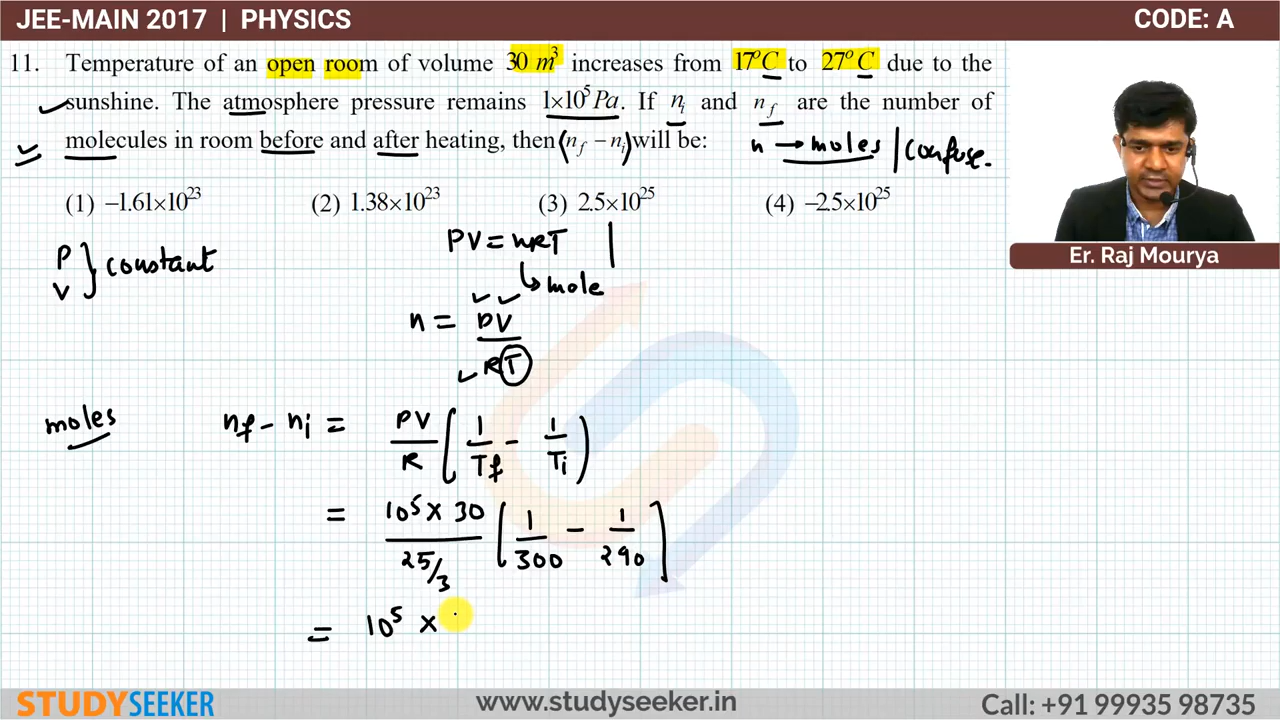 JEE-MAIN 2017 | PHYSICS
CODE: A
11. Temperature of an open room of volume 30 m³ increases from 17°C to 27°C due to the
sunshine. The atmosphere pressure remains 1×10⁵Pa. If nᵢ and n_f are the number of
molecules in room before and after heating, then (n_f − nᵢ) will be:
n → moles / Confuse.
(1) −1.61×10²³ (2) 1.38×10²³ (3) 2.5×10²⁵ (4) −2.5×10²⁵
P
V } constant
PV = nRT |
↳ mole
n = PV / RT
moles n_f − nᵢ = PV/R (1/T_f − 1/Tᵢ)
= 10⁵ × 30 / 25/3 [1/300 − 1/290]
= 10⁵ ×
Er. Raj Mourya
STUDYSEEKER
www.studyseeker.in
Call: +91 99935 98735